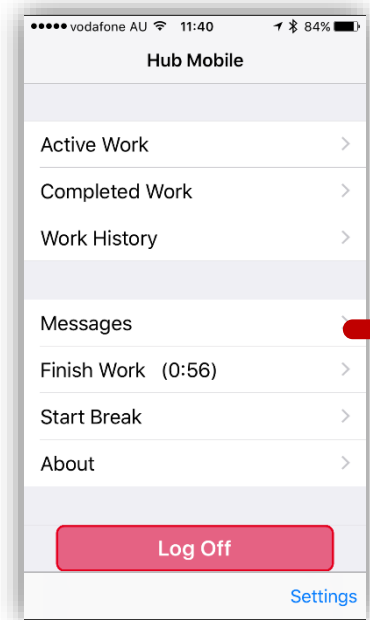 vodafone AU 11:40 84%
Hub Mobile
Active Work
Completed Work
Work History
Messages
Finish Work (0:56)
Start Break
About
Log Off
Settings